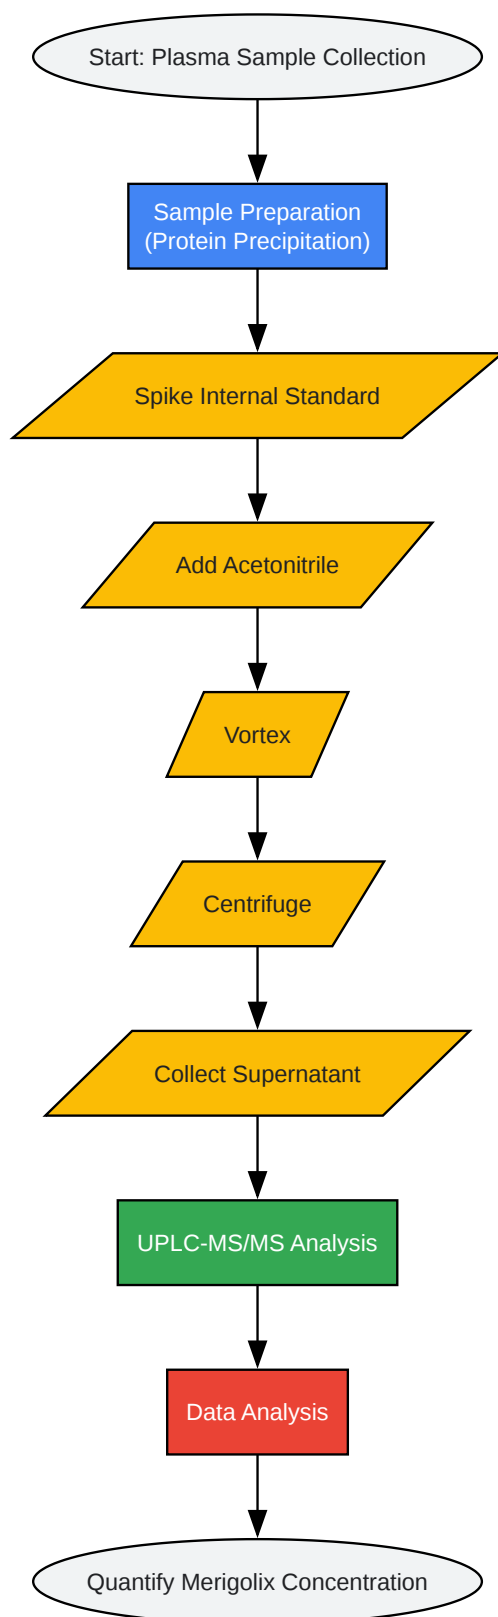 Start: Plasma Sample Collection
Sample Preparation
(Protein Precipitation)
Spike Internal Standard
Add Acetonitrile
Vortex
Centrifuge
Collect Supernatant
UPLC-MS/MS Analysis
Data Analysis
Quantify Merigolix Concentration